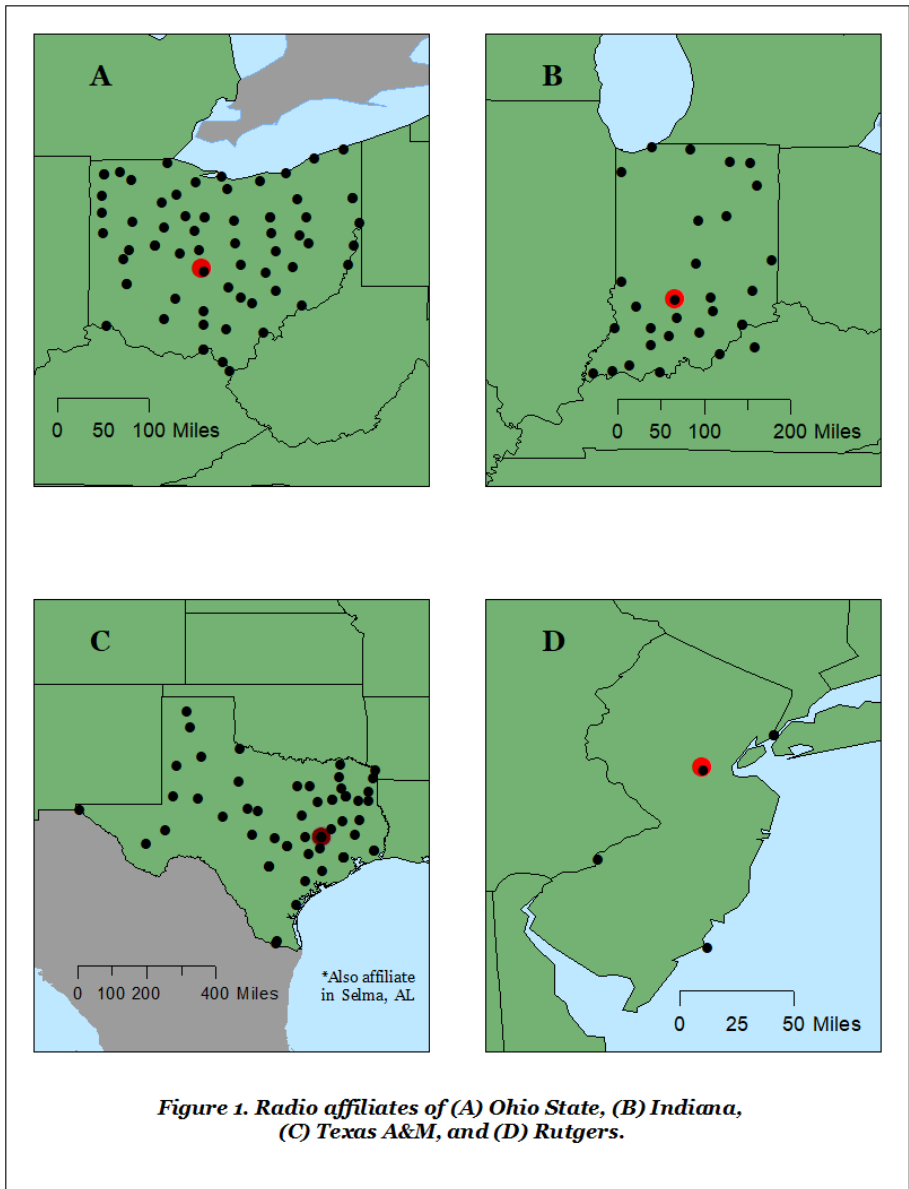 A
0 50 100 Miles
B
0 50 100 200 Miles
C
0 100 200 400 Miles
*Also affiliate
in Selma, AL
D
0 25 50 Miles
Figure 1. Radio affiliates of (A) Ohio State, (B) Indiana,
(C) Texas A&M, and (D) Rutgers.